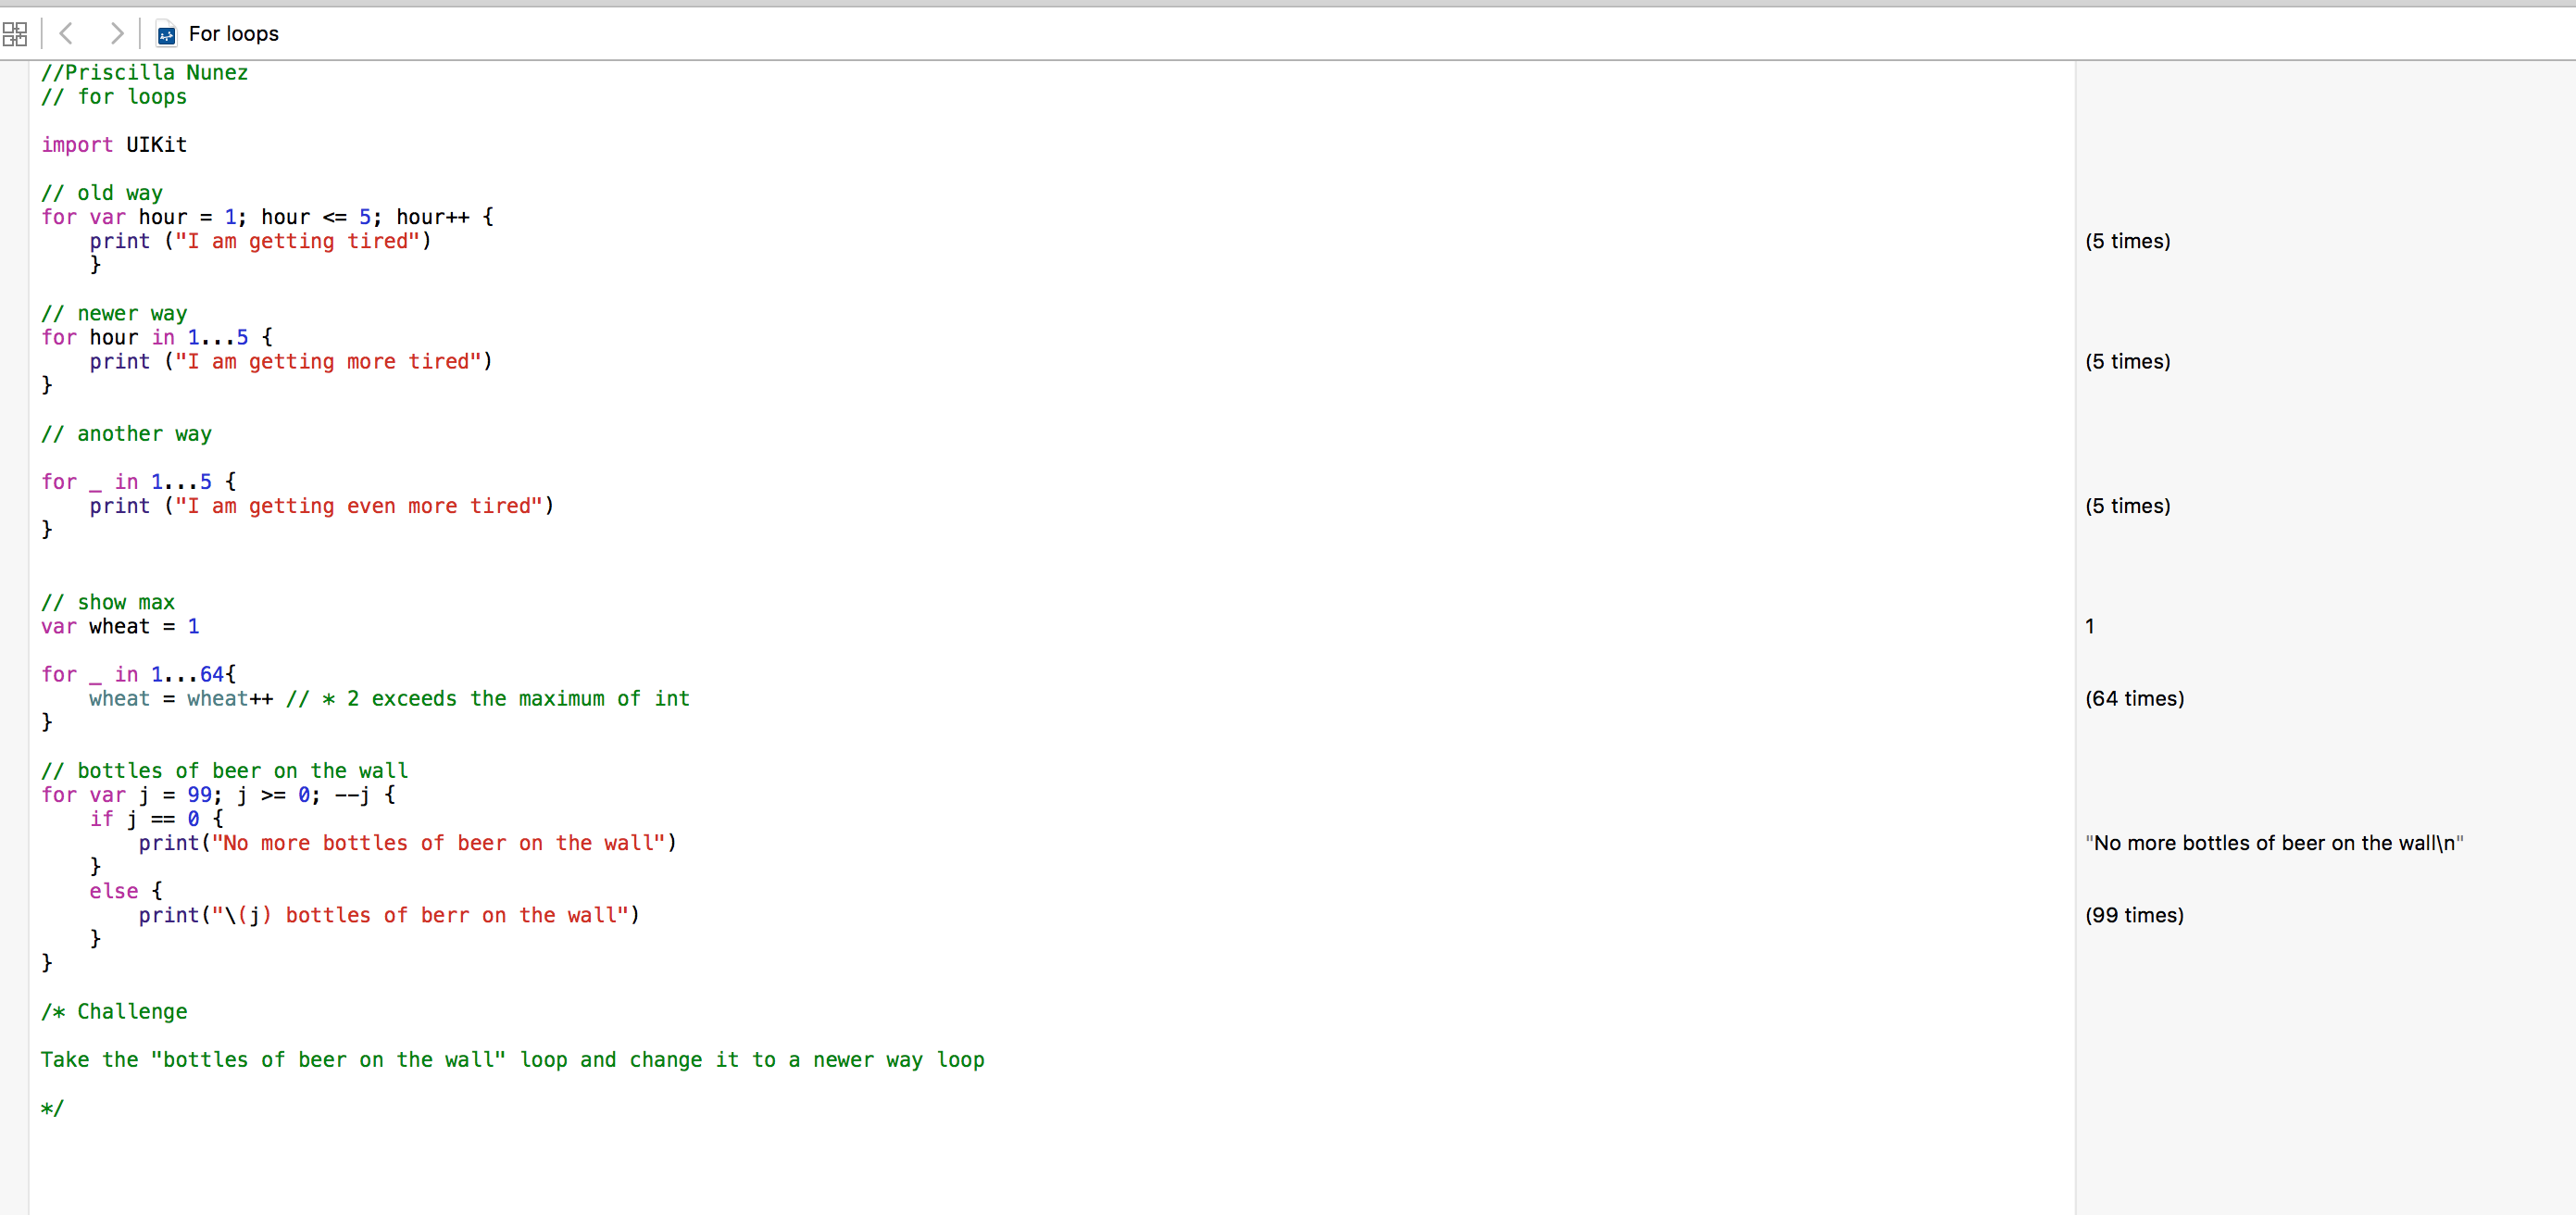 For loops
//Priscilla Nunez
// for loops
import UIKit
// old way
for var hour = 1; hour <= 5; hour++ {
print ("I am getting tired")
(5 times)
}
// newer way
for hour in 1...5 {
print ("I am getting more tired")
(5 times)
}
// another way
for _ in 1...5 {
print ("I am getting even more tired")
(5 times)
}
// show max
var wheat = 1
1
for _ in 1...64{
wheat = wheat++ // * 2 exceeds the maximum of int
(64 times)
}
// bottles of beer on the wall
for var j = 99; j >= 0; --j {
if j == 0 {
print("No more bottles of beer on the wall")
"No more bottles of beer on the wall\n"
}
else {
print("\(j) bottles of berr on the wall")
(99 times)
}
}
/* Challenge
Take the "bottles of beer on the wall" loop and change it to a newer way loop
*/